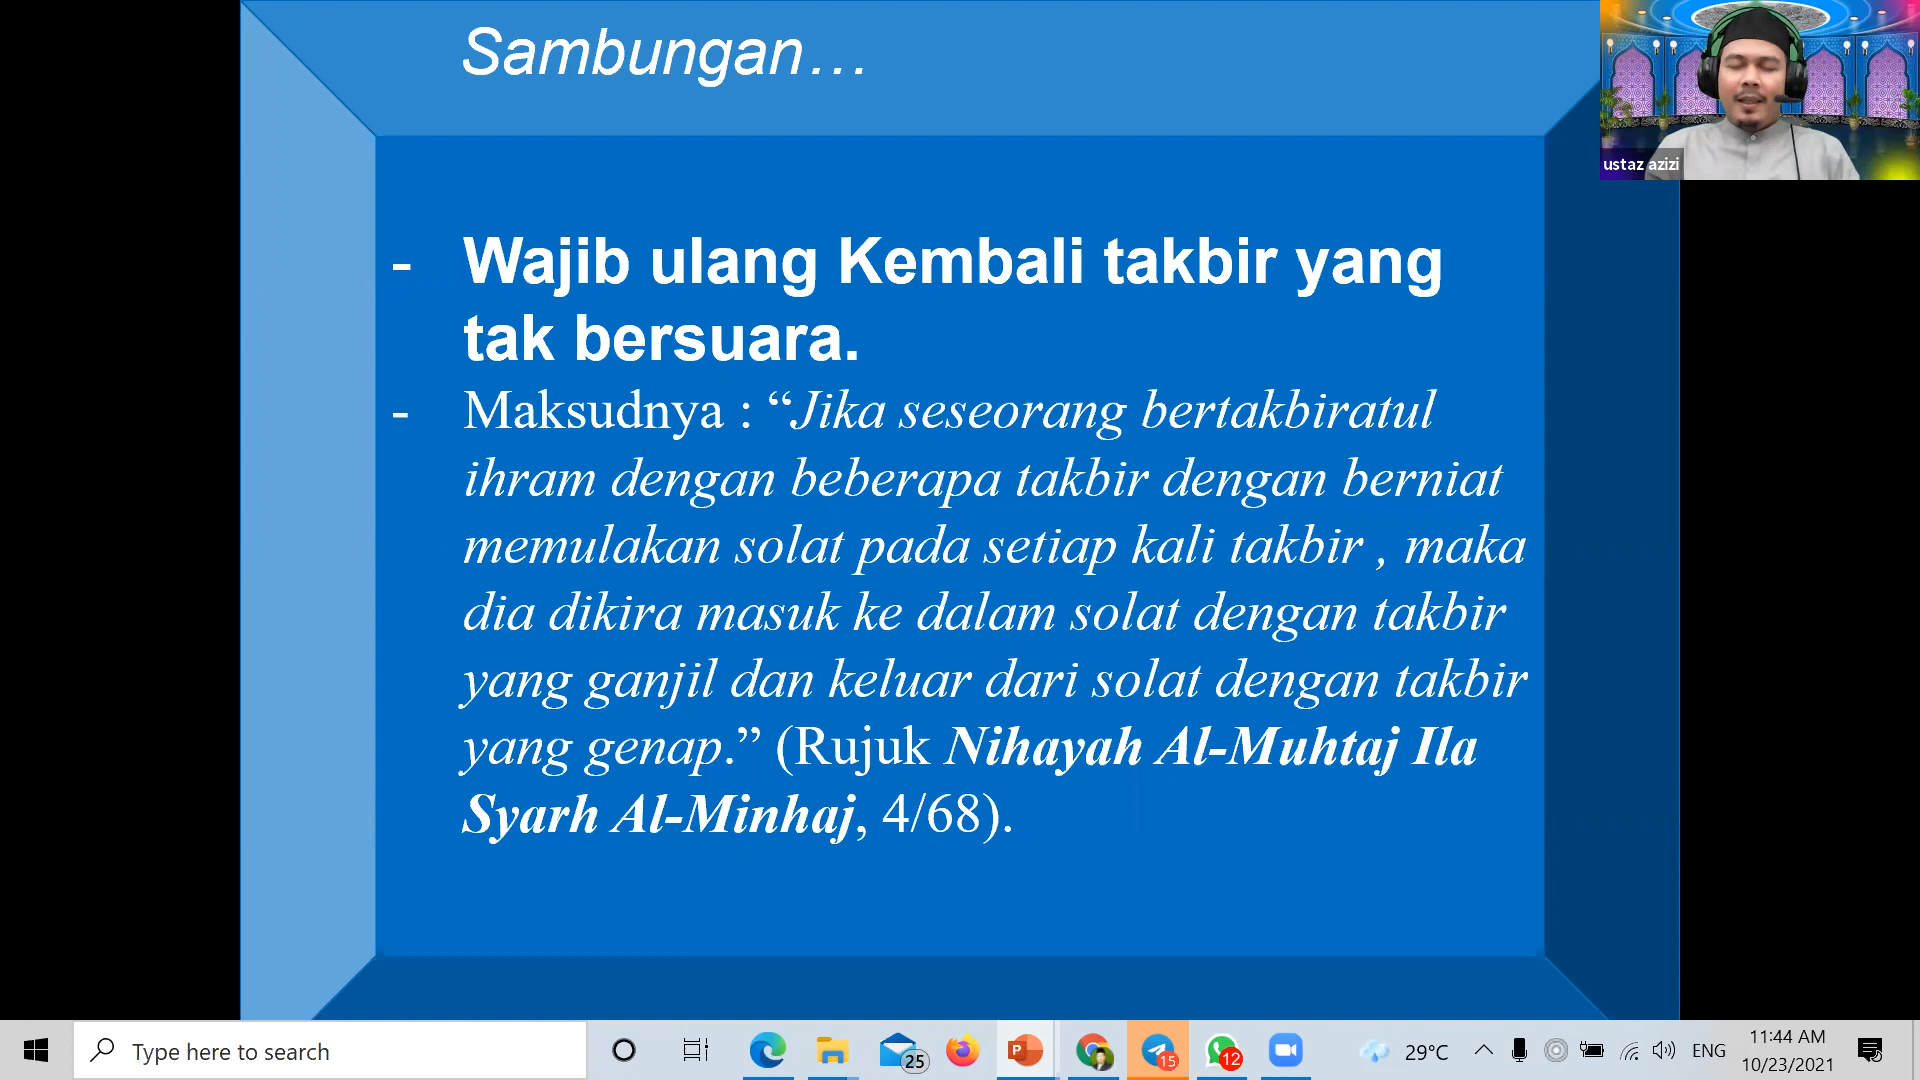 Sambungan…
ustaz azizi
- Wajib ulang Kembali takbir yang
tak bersuara.
- Maksudnya : “Jika seseorang bertakbiratul
ihram dengan beberapa takbir dengan berniat
memulakan solat pada setiap kali takbir , maka
dia dikira masuk ke dalam solat dengan takbir
yang ganjil dan keluar dari solat dengan takbir
yang genap.” (Rujuk Nihayah Al-Muhtaj Ila
Syarh Al-Minhaj, 4/68).
Type here to search
25
P
15
12
29°C
ENG
11:44 AM
10/23/2021